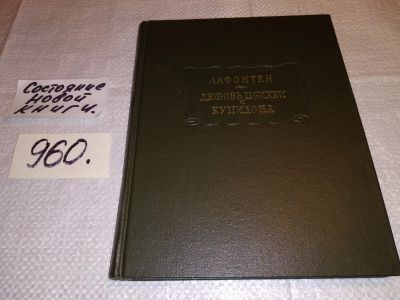 Состояние
новой
книги.
960.
ЛАФОНТЕН
ЛЮБОВЬ ПСИХЕИ
И
КУПИДОНА